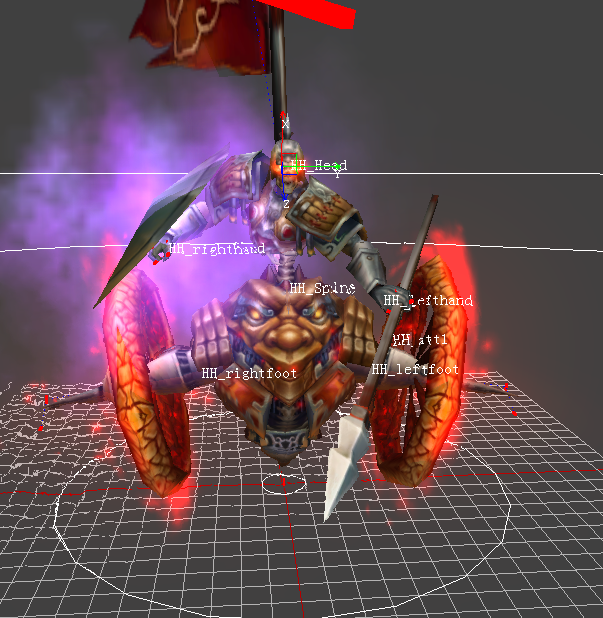 X
HH_Head
Y
Z
HH_righthand
HH_Spine
HH_lefthand
HH_att1
HH_leftfoot
HH_rightfoot